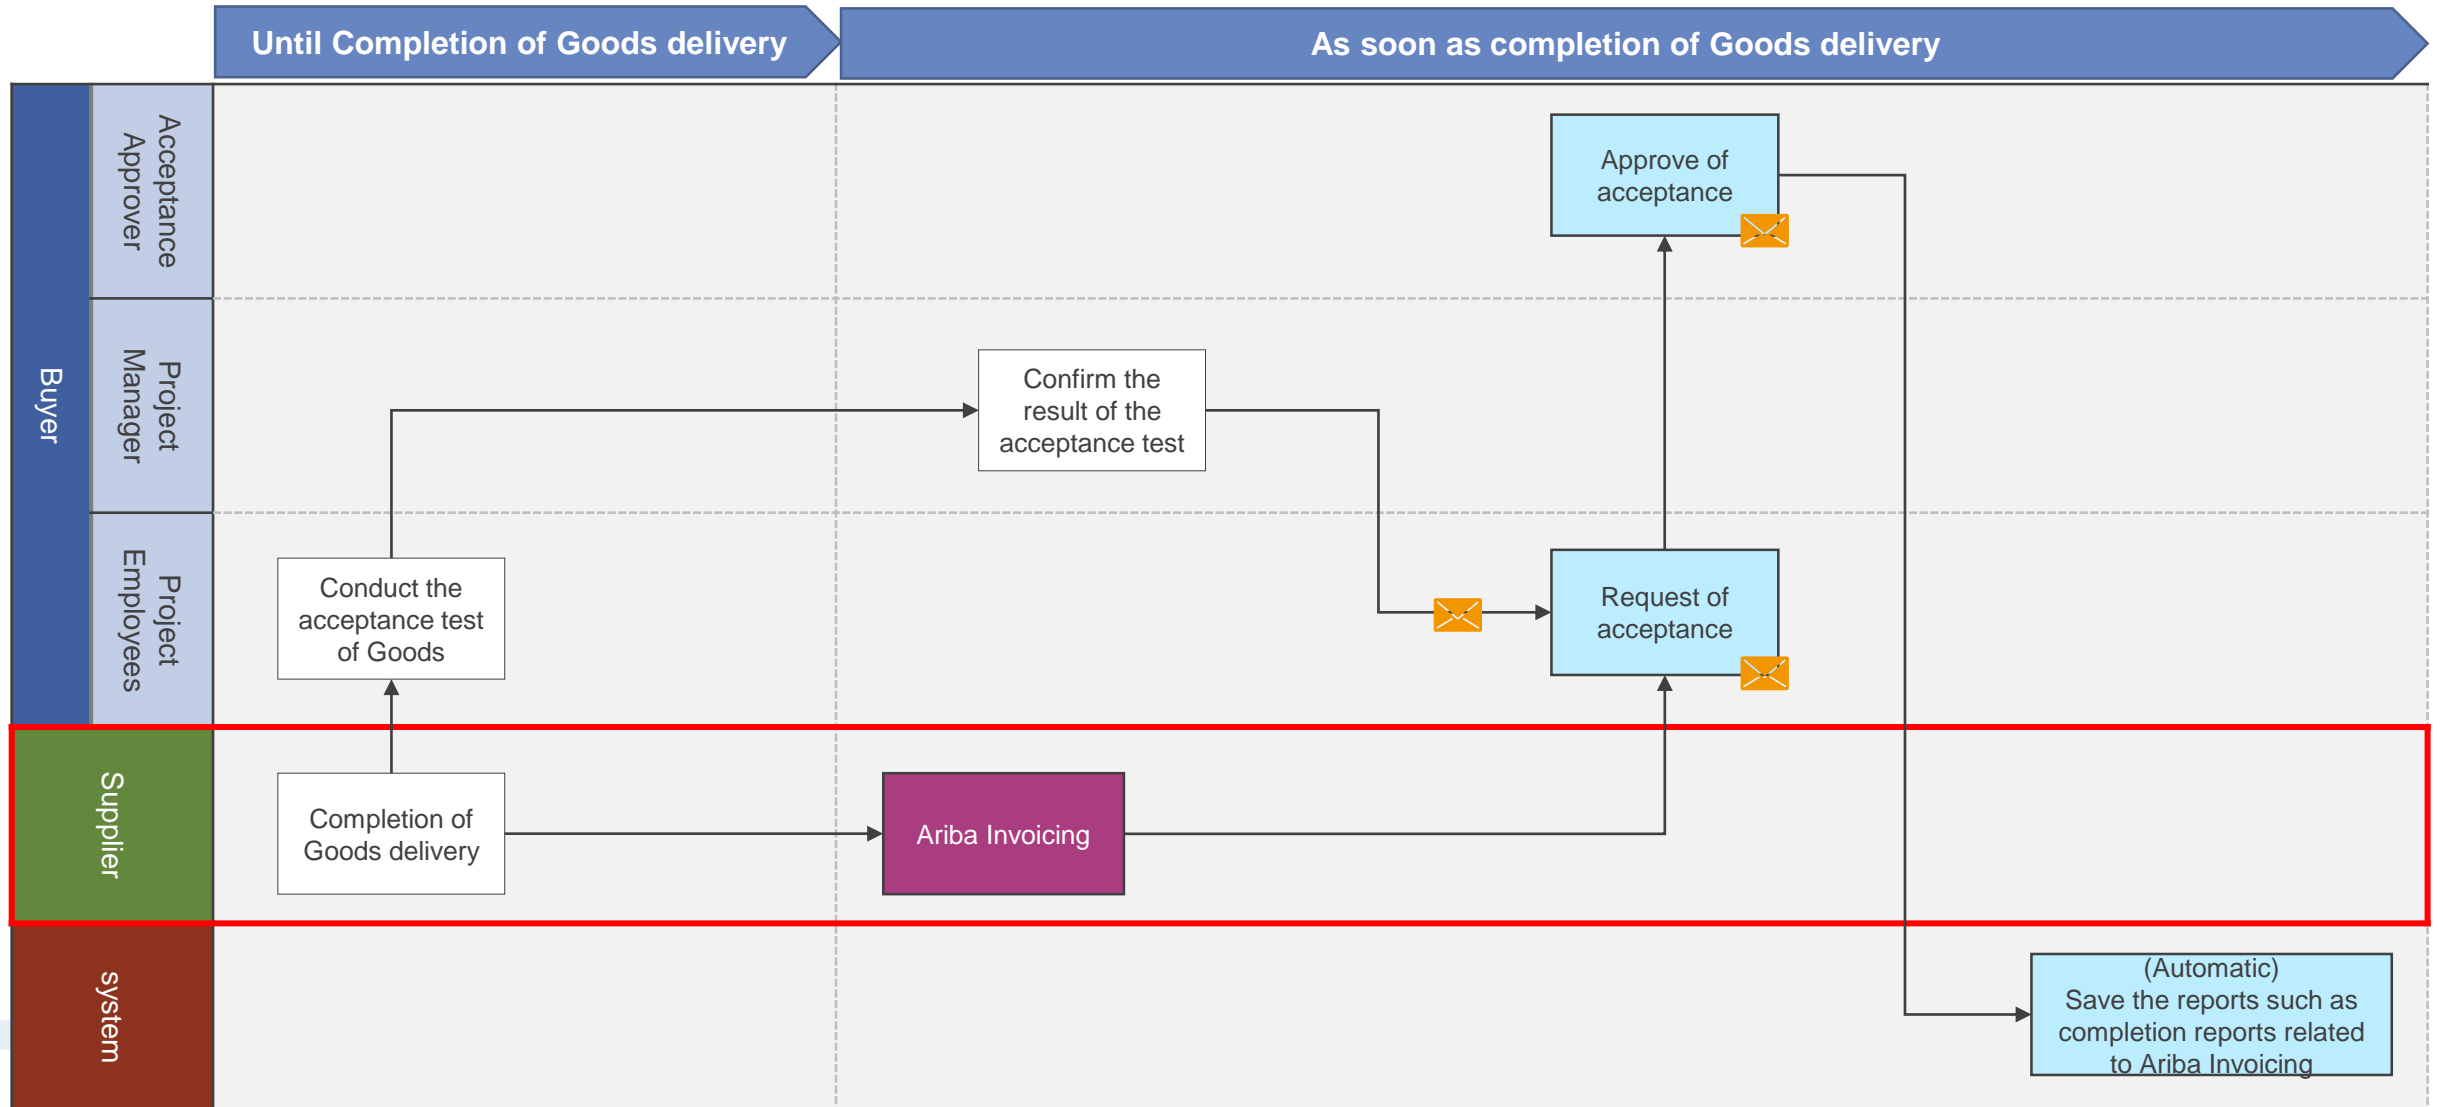 Until Completion of Goods delivery
As soon as completion of Goods delivery
Buyer
Acceptance
Approver
Approve of
acceptance
Project
Manager
Confirm the
result of the
acceptance test
Project
Employees
Conduct the
acceptance test
of Goods
Request of
acceptance
Supplier
Completion of
Goods delivery
Ariba Invoicing
system
(Automatic)
Save the reports such as
completion reports related
to Ariba Invoicing